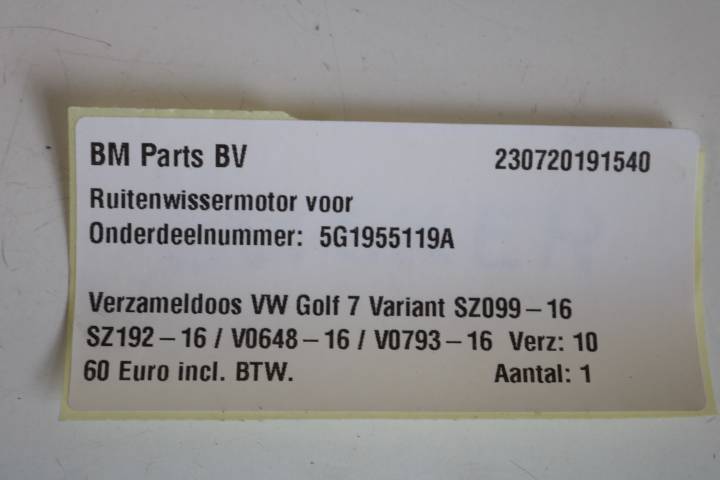 BM Parts BV 230720191540
Ruitenwissermotor voor
Onderdeelnummer: 5G1955119A
Verzameldoos VW Golf 7 Variant SZ099-16
SZ192-16 / V0648-16 / V0793-16 Verz: 10
60 Euro incl. BTW. Aantal: 1